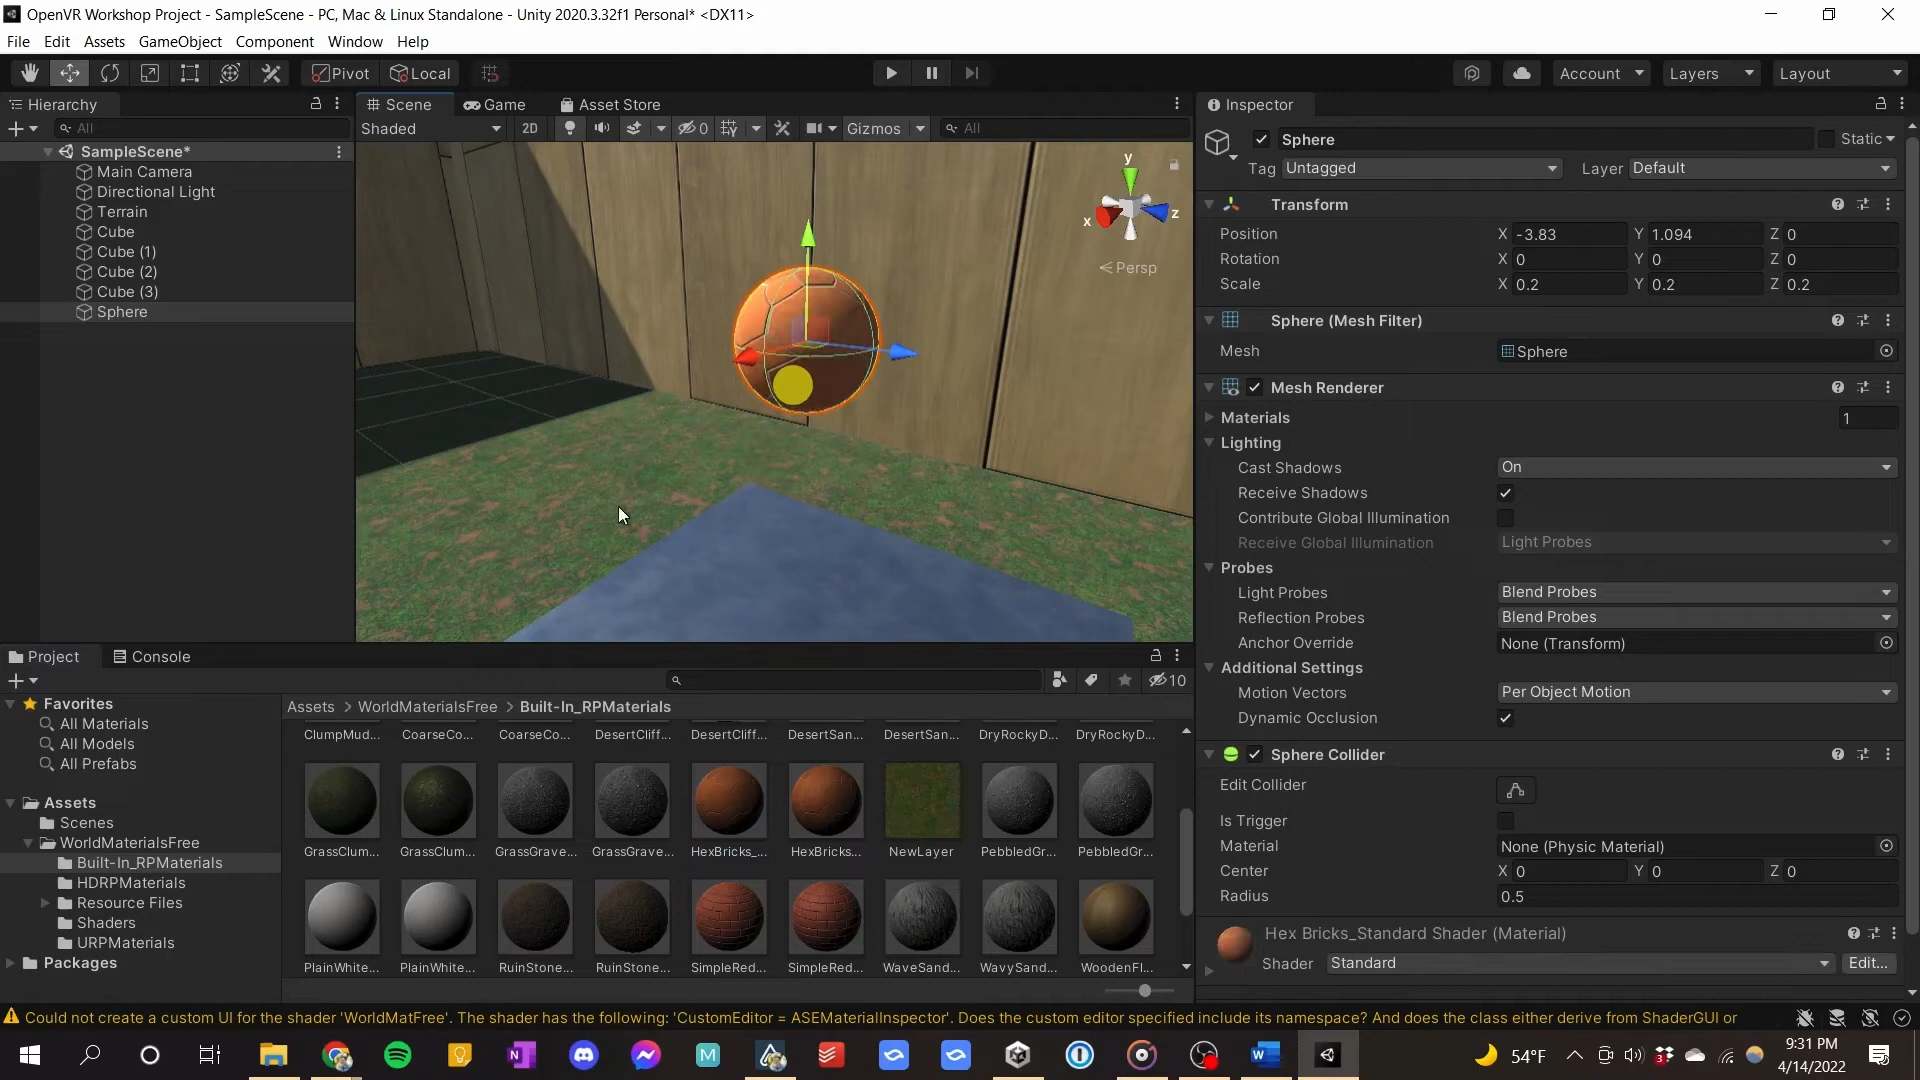 OpenVR Workshop Project - SampleScene - PC, Mac & Linux Standalone - Unity 2020.3.32f1 Personal* <DX11>
File Edit Assets GameObject Component Window Help
Pivot Local Account Layers Layout
Hierarchy
All
SampleScene*
Main Camera
Directional Light
Terrain
Cube
Cube (1)
Cube (2)
Cube (3)
Sphere
Scene Game Asset Store
Shaded 2D 0 Gizmos All
y
x z
Persp
Inspector
Sphere Static
Tag Untagged Layer Default
Transform
Position X -3.83 Y 1.094 Z 0
Rotation X 0 Y 0 Z 0
Scale X 0.2 Y 0.2 Z 0.2
Sphere (Mesh Filter)
Mesh Sphere
Mesh Renderer
Materials 1
Lighting
Cast Shadows On
Receive Shadows
Contribute Global Illumination
Receive Global Illumination Light Probes
Probes
Light Probes Blend Probes
Reflection Probes Blend Probes
Anchor Override None (Transform)
Additional Settings
Motion Vectors Per Object Motion
Dynamic Occlusion
Sphere Collider
Edit Collider
Is Trigger
Material None (Physic Material)
Center X 0 Y 0 Z 0
Radius 0.5
Hex Bricks_Standard Shader (Material)
Shader Standard Edit...
Project Console
10
Favorites
All Materials
All Models
All Prefabs
Assets
Scenes
WorldMaterialsFree
Built-In_RPMaterials
HDRPMaterials
Resource Files
Shaders
URPMaterials
Packages
Assets > WorldMaterialsFree > Built-In_RPMaterials
ClumpMud... CoarseCo... CoarseCo... DesertCliff... DesertCliff... DesertSan... DesertSan... DryRockyD... DryRockyD...
GrassClum... GrassClum... GrassGrave... GrassGrave... HexBricks_... HexBricks... NewLayer PebbledGr... PebbledGr...
PlainWhite... PlainWhite... RuinStone... RuinStone... SimpleRed... SimpleRed... WaveSand... WavySand... WoodenFl...
Could not create a custom UI for the shader 'WorldMatFree'. The shader has the following: 'CustomEditor = ASEMaterialInspector'. Does the custom editor specified include its namespace? And does the class either derive from ShaderGUI or
54°F
9:31 PM
4/14/2022